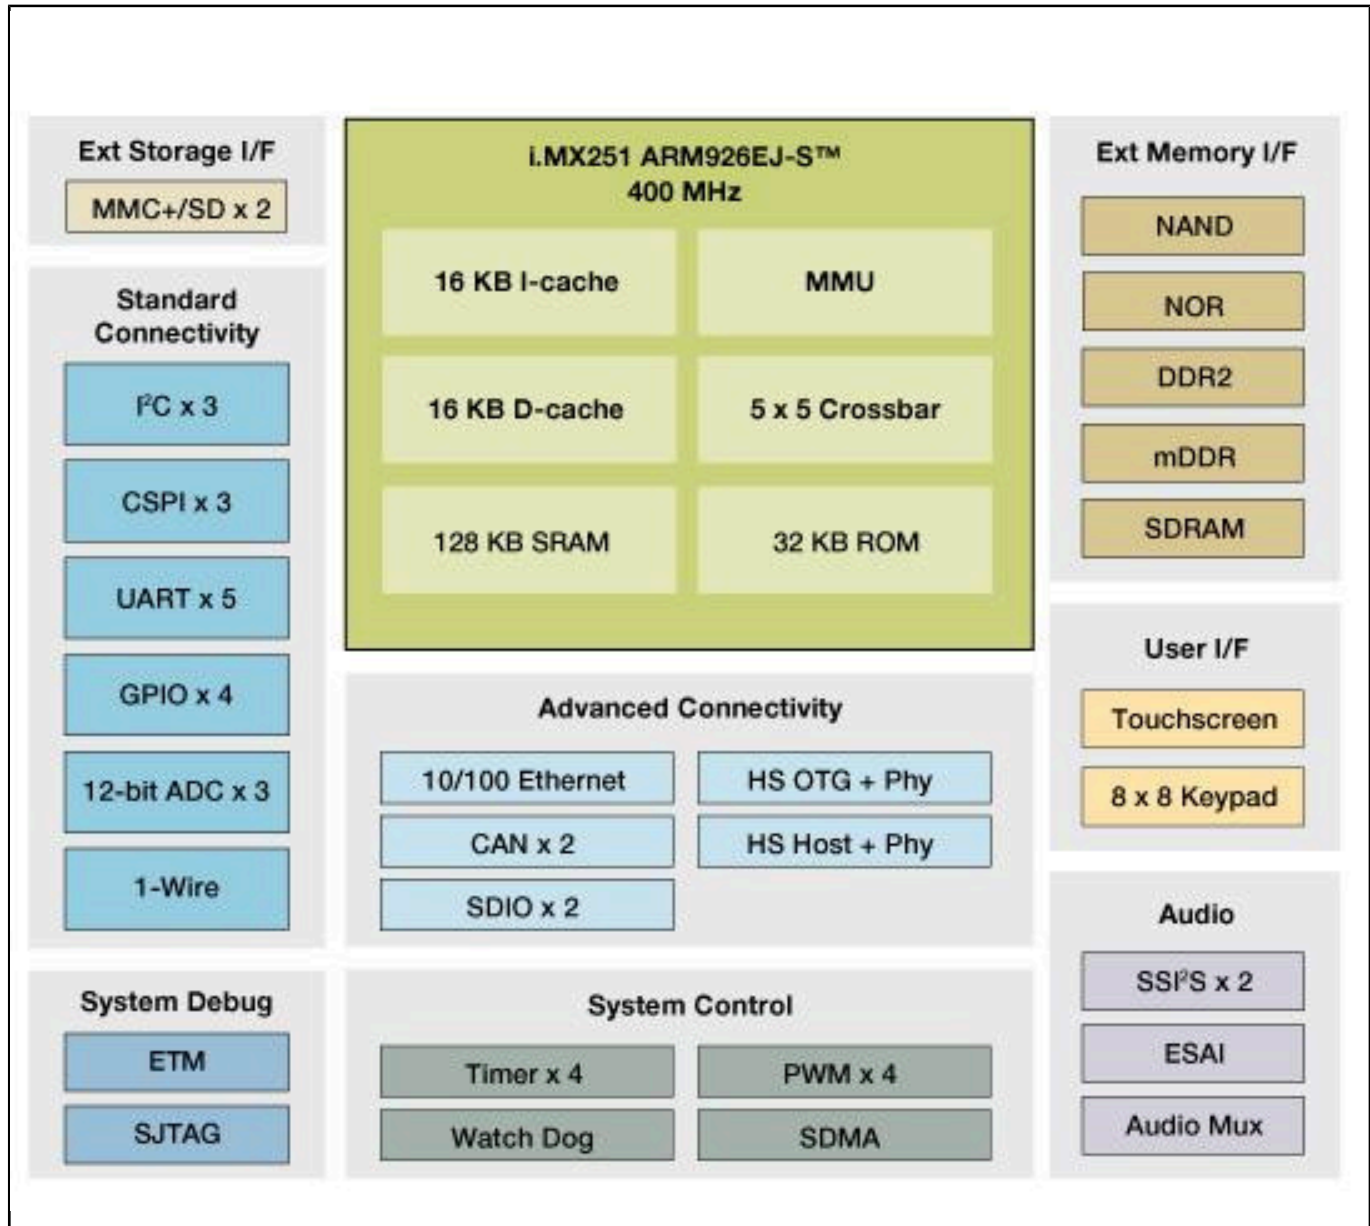 Ext Storage I/F
MMC+/SD x 2
Standard
Connectivity
I²C x 3
CSPI x 3
UART x 5
GPIO x 4
12-bit ADC x 3
1-Wire
System Debug
ETM
SJTAG
i.MX251 ARM926EJ-S™
400 MHz
16 KB I-cache
MMU
16 KB D-cache
5 x 5 Crossbar
128 KB SRAM
32 KB ROM
Advanced Connectivity
10/100 Ethernet
HS OTG + Phy
CAN x 2
HS Host + Phy
SDIO x 2
System Control
Timer x 4
PWM x 4
Watch Dog
SDMA
Ext Memory I/F
NAND
NOR
DDR2
mDDR
SDRAM
User I/F
Touchscreen
8 x 8 Keypad
Audio
SSI²S x 2
ESAI
Audio Mux